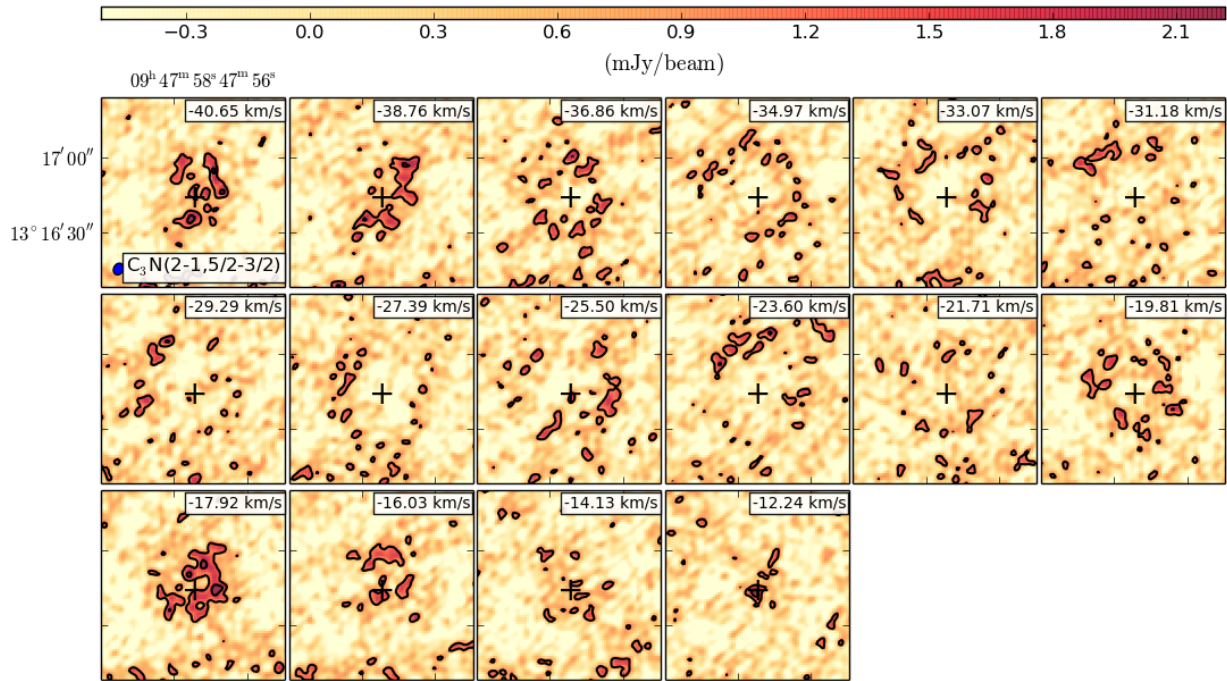 −0.3 0.0 0.3 0.6 0.9 1.2 1.5 1.8 2.1
(mJy/beam)
09ʰ 47ᵐ 58ˢ 47ᵐ 56ˢ
-40.65 km/s -38.76 km/s -36.86 km/s -34.97 km/s -33.07 km/s -31.18 km/s
17′ 00″
13° 16′ 30″
C₃N(2-1,5/2-3/2)
-29.29 km/s -27.39 km/s -25.50 km/s -23.60 km/s -21.71 km/s -19.81 km/s
-17.92 km/s -16.03 km/s -14.13 km/s -12.24 km/s